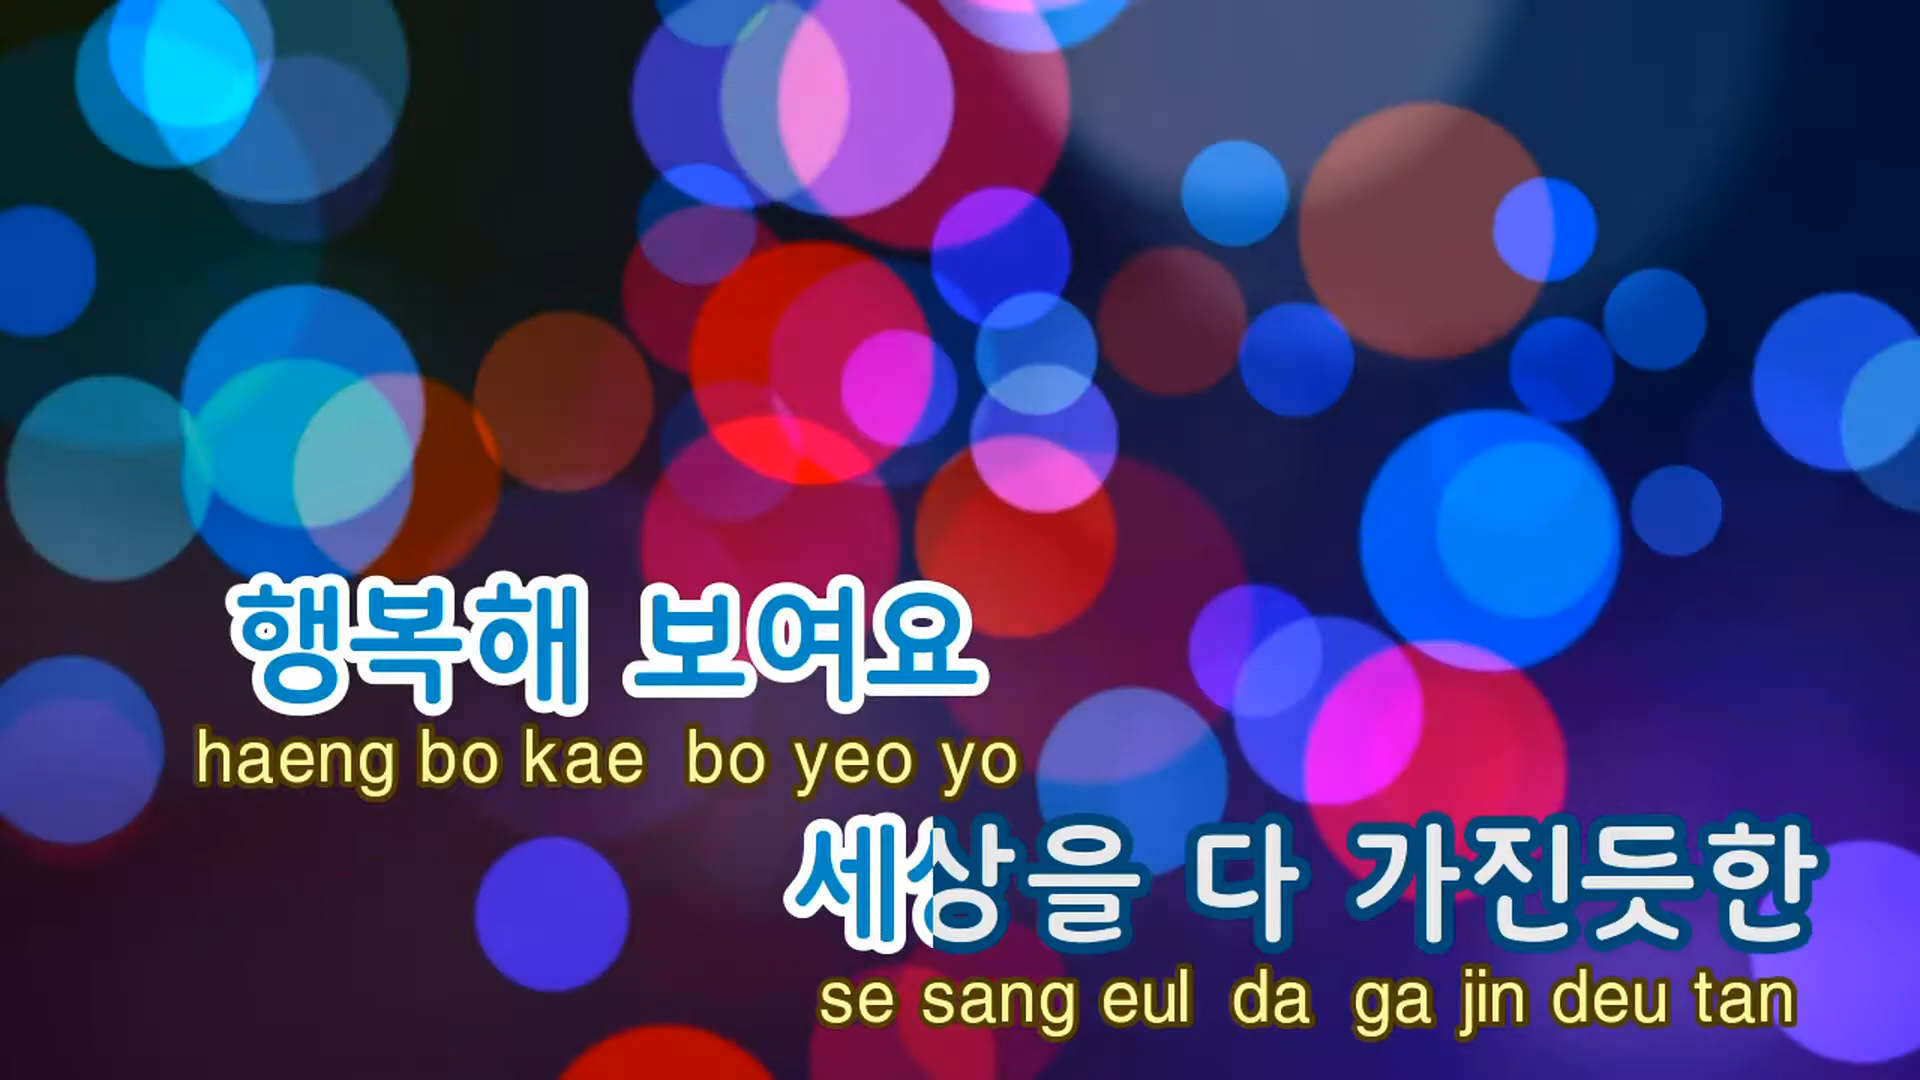 행복해 보여요
haeng bo kae bo yeo yo
세상을 다 가진듯한
se sang eul da ga jin deu tan